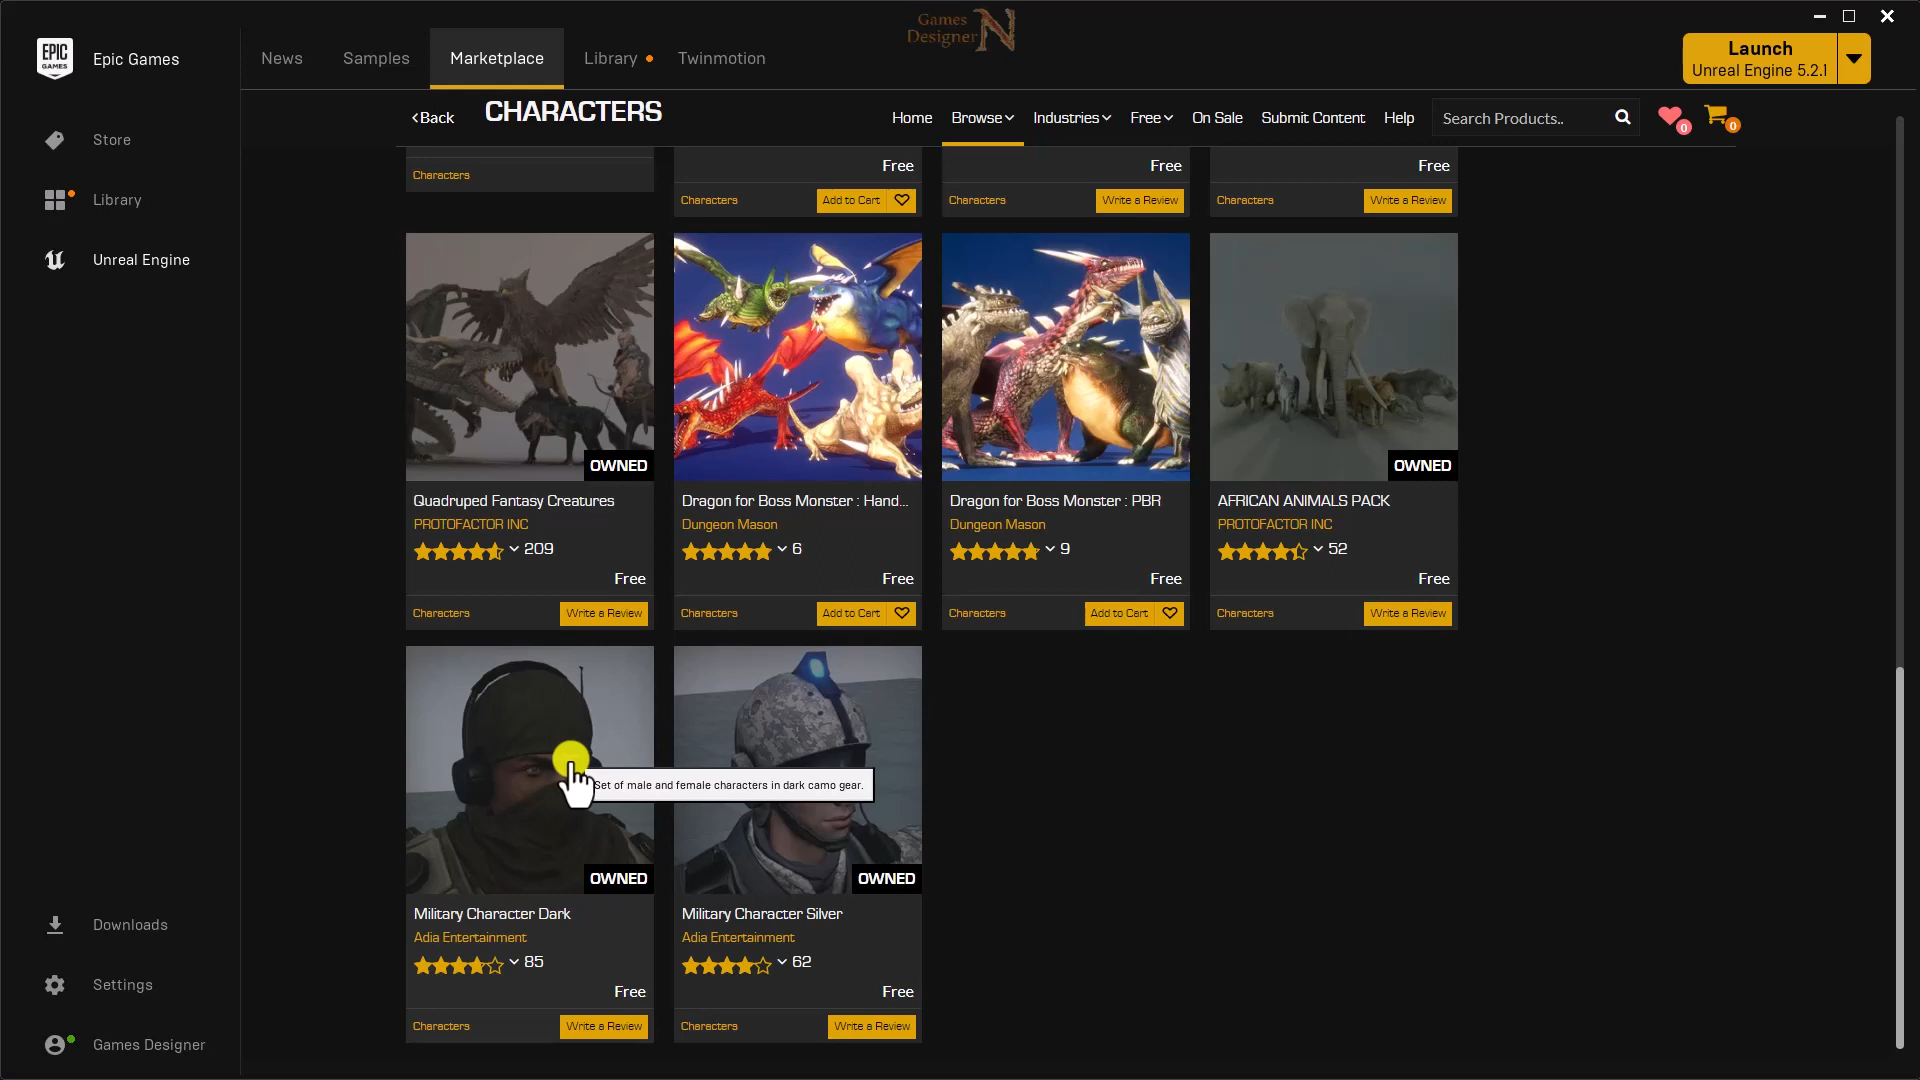 Games
Designer N
EPIC
GAMES
Epic Games
News
Samples
Marketplace
Library
Twinmotion
Launch
Unreal Engine 5.2.1
Back
CHARACTERS
Home
Browse
Industries
Free
On Sale
Submit Content
Help
Search Products..
0
0
Store
Library
Unreal Engine
Downloads
Settings
Games Designer
Free
Free
Free
Characters
Characters
Add to Cart
Characters
Write a Review
Characters
Write a Review
OWNED
Quadruped Fantasy Creatures
PROTOFACTOR INC
209
Free
Characters
Write a Review
Dragon for Boss Monster : Hand...
Dungeon Mason
6
Free
Characters
Add to Cart
Dragon for Boss Monster : PBR
Dungeon Mason
9
Free
Characters
Add to Cart
OWNED
AFRICAN ANIMALS PACK
PROTOFACTOR INC
52
Free
Characters
Write a Review
Set of male and female characters in dark camo gear.
OWNED
Military Character Dark
Adia Entertainment
85
Free
Characters
Write a Review
OWNED
Military Character Silver
Adia Entertainment
62
Free
Characters
Write a Review